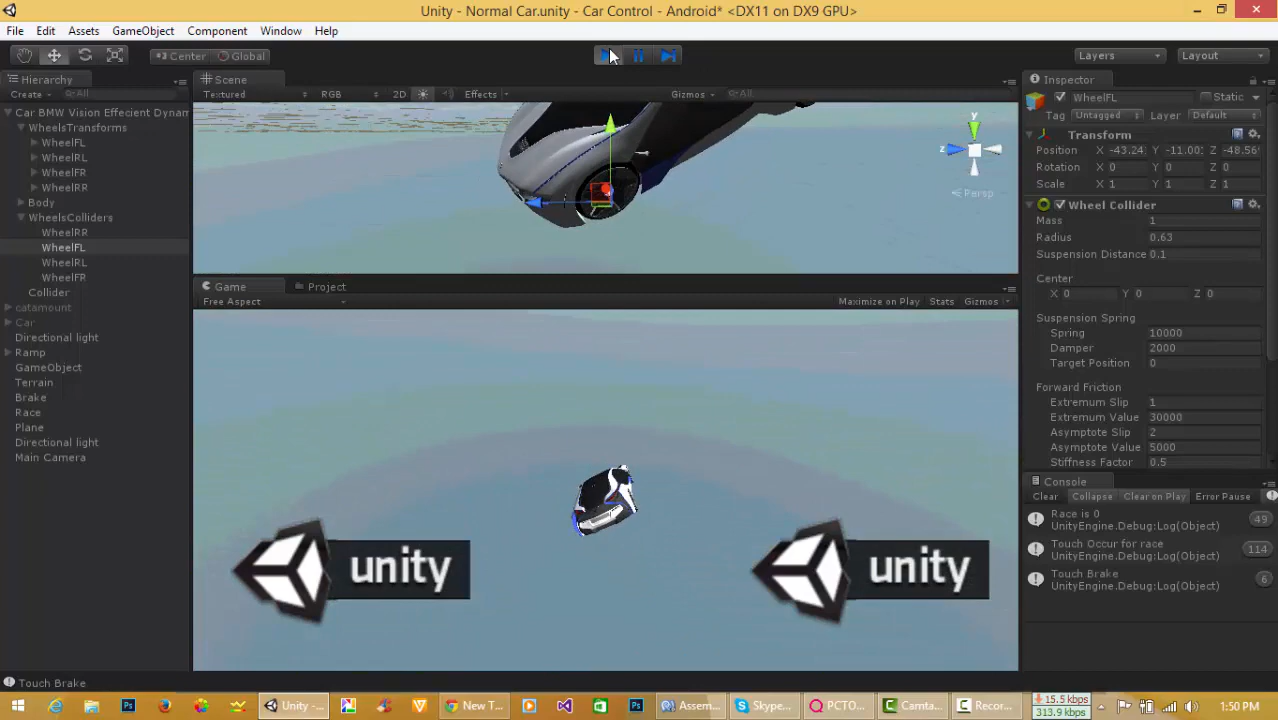 Unity - Normal Car.unity - Car Control - Android* <DX11 on DX9 GPU>
File Edit Assets GameObject Component Window Help
Center Global Layers Layout
Hierarchy
Create All
Car BMW Vision Effecient Dynam
WheelsTransforms
WheelFL
WheelRL
WheelFR
WheelRR
Body
WheelsColliders
WheelRR
WheelFL
WheelRL
WheelFR
Collider
catamount
Car
Directional light
Ramp
GameObject
Terrain
Brake
Race
Plane
Directional light
Main Camera
Scene
Textured RGB 2D Effects Gizmos All
y
z
Persp
Game Project
Free Aspect Maximize on Play Stats Gizmos
unity unity
Inspector
WheelFL Static
Tag Untagged Layer Default
Transform
Position X -43.24 Y -11.00 Z -48.56
Rotation X 0 Y 0 Z 0
Scale X 1 Y 1 Z 1
Wheel Collider
Mass 1
Radius 0.63
Suspension Distance 0.1
Center
X 0 Y 0 Z 0
Suspension Spring
Spring 10000
Damper 2000
Target Position 0
Forward Friction
Extremum Slip 1
Extremum Value 30000
Asymptote Slip 2
Asymptote Value 5000
Stiffness Factor 0.5
Console
Clear Collapse Clear on Play Error Pause
Race is 0
UnityEngine.Debug:Log(Object) 49
Touch Occur for race
UnityEngine.Debug:Log(Object) 114
Touch Brake
UnityEngine.Debug:Log(Object) 6
Touch Brake
Unity -... New T... Assem... Skype... PCTO... Camta... Recor... 15.5 kbps
313.9 kbps
1:50 PM